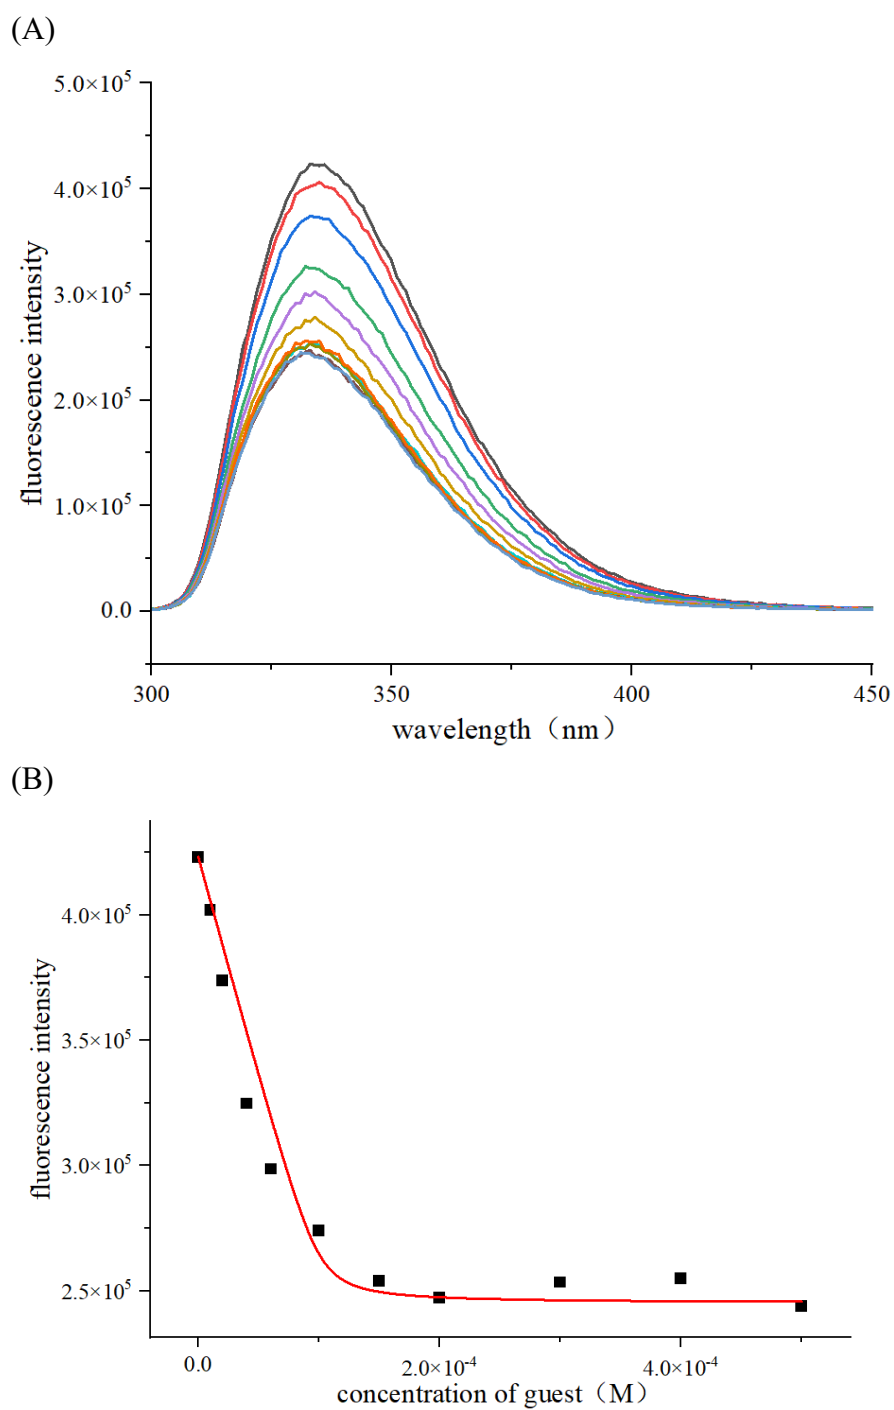 (A)
5.0×10⁵
4.0×10⁵
3.0×10⁵
2.0×10⁵
1.0×10⁵
0.0
fluorescence intensity
300 350 400 450
wavelength（nm）
(B)
4.0×10⁵
3.5×10⁵
3.0×10⁵
2.5×10⁵
fluorescence intensity
0.0 2.0×10⁻⁴ 4.0×10⁻⁴
concentration of guest（M）